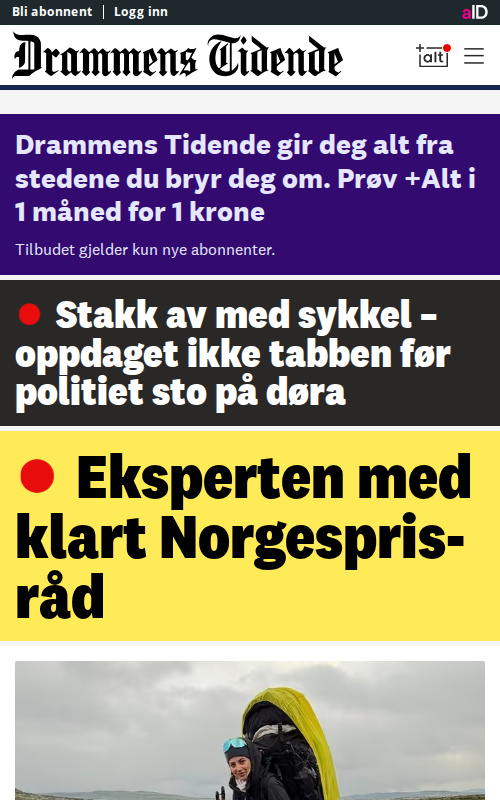 Bli abonnent
Logg inn
aID
Drammens Tidende
+alt
Drammens Tidende gir deg alt fra
stedene du bryr deg om. Prøv +Alt i
1 måned for 1 krone
Tilbudet gjelder kun nye abonnenter.
Stakk av med sykkel –
oppdaget ikke tabben før
politiet sto på døra
Eksperten med
klart Norgespris-
råd